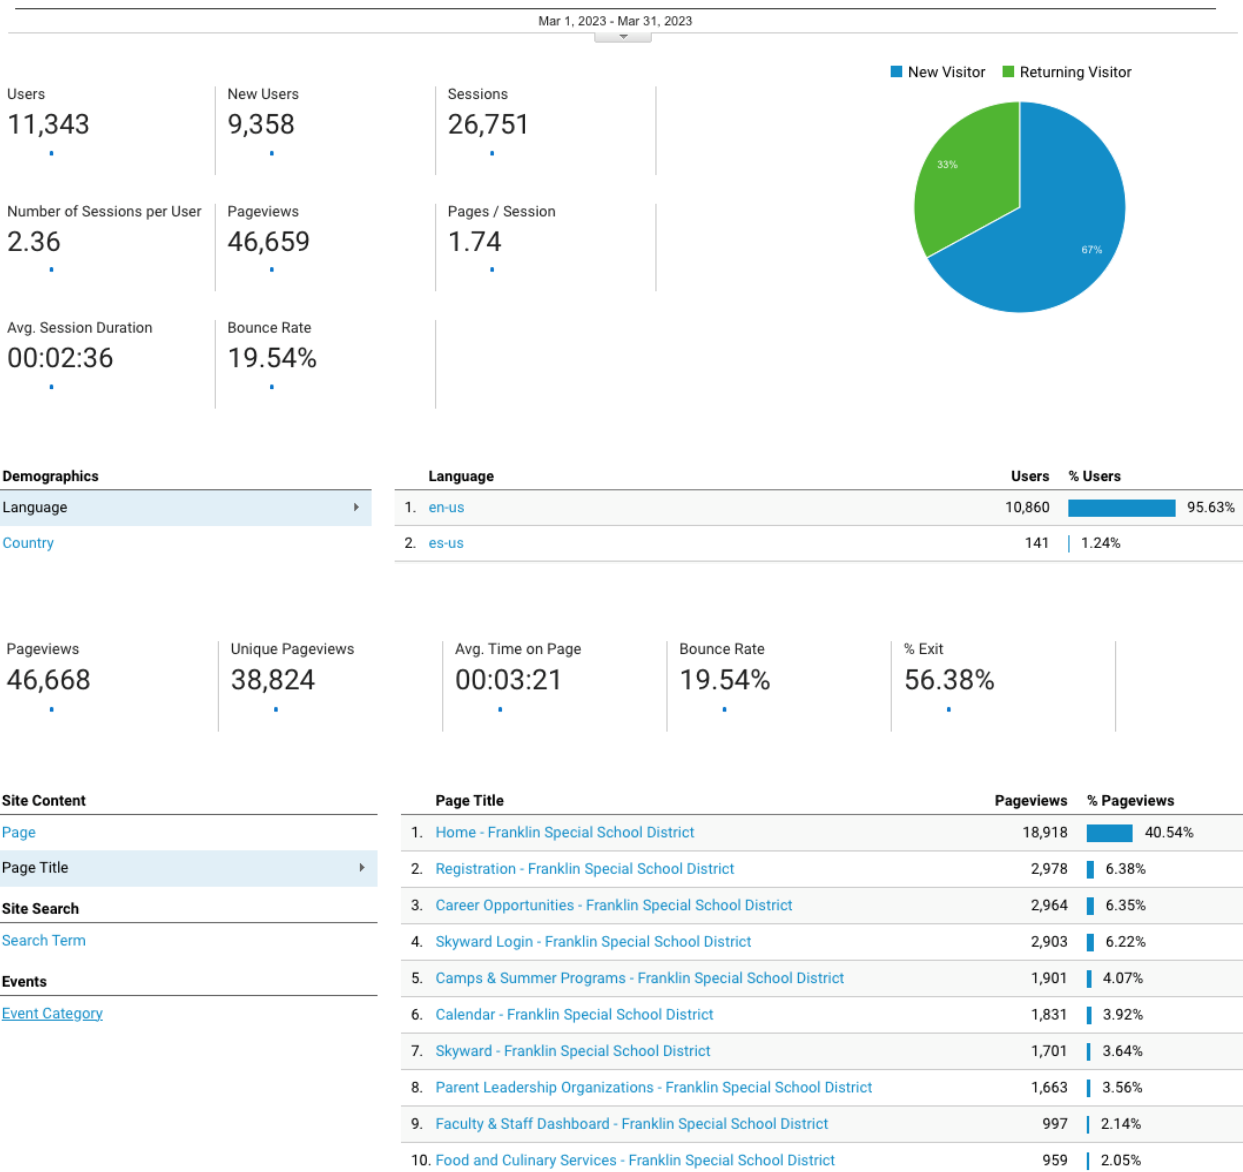 Mar 1, 2023 - Mar 31, 2023
New Visitor Returning Visitor
Users New Users Sessions
11,343 9,358 26,751
33%
67%
Number of Sessions per User Pageviews Pages / Session
2.36 46,659 1.74
Avg. Session Duration Bounce Rate
00:02:36 19.54%
Demographics
Language
Country
Language Users % Users
1. en-us 10,860 95.63%
2. es-us 141 1.24%
Pageviews Unique Pageviews Avg. Time on Page Bounce Rate % Exit
46,668 38,824 00:03:21 19.54% 56.38%
Site Content
Page
Page Title
Site Search
Search Term
Events
Event Category
Page Title Pageviews % Pageviews
1. Home - Franklin Special School District 18,918 40.54%
2. Registration - Franklin Special School District 2,978 6.38%
3. Career Opportunities - Franklin Special School District 2,964 6.35%
4. Skyward Login - Franklin Special School District 2,903 6.22%
5. Camps & Summer Programs - Franklin Special School District 1,901 4.07%
6. Calendar - Franklin Special School District 1,831 3.92%
7. Skyward - Franklin Special School District 1,701 3.64%
8. Parent Leadership Organizations - Franklin Special School District 1,663 3.56%
9. Faculty & Staff Dashboard - Franklin Special School District 997 2.14%
10. Food and Culinary Services - Franklin Special School District 959 2.05%